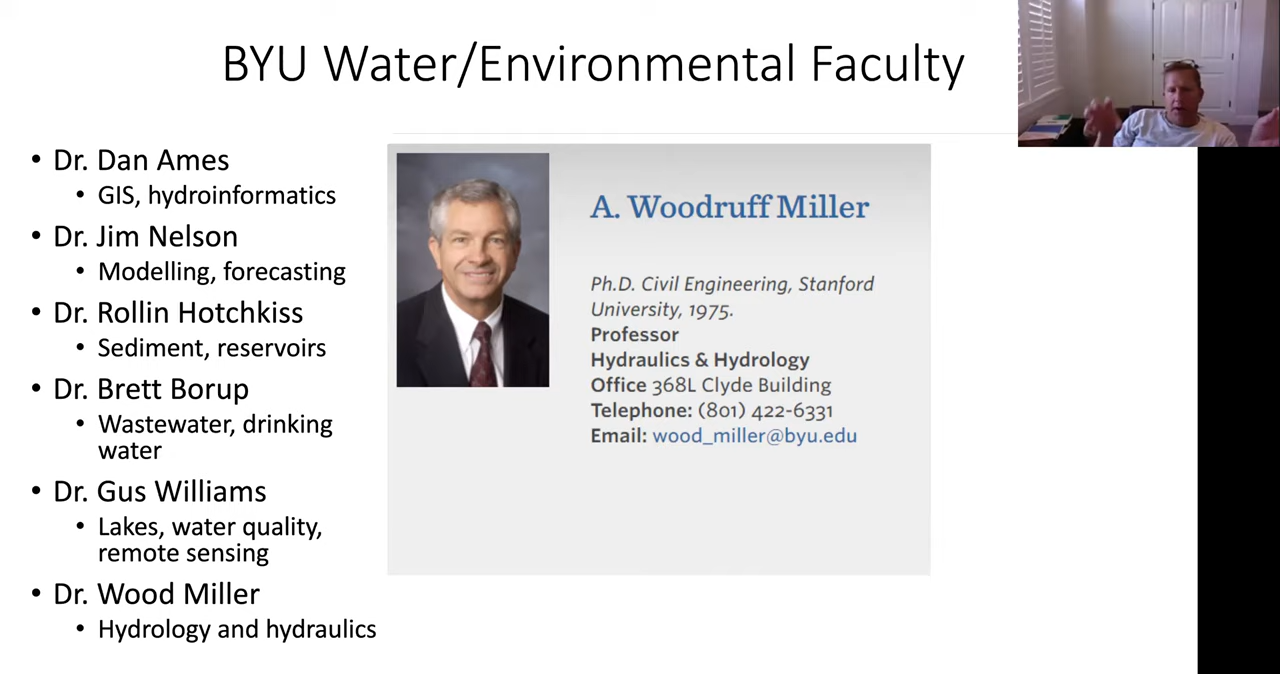 BYU Water/Environmental Faculty
• Dr. Dan Ames
• GIS, hydroinformatics
• Dr. Jim Nelson
• Modelling, forecasting
• Dr. Rollin Hotchkiss
• Sediment, reservoirs
• Dr. Brett Borup
• Wastewater, drinking
water
• Dr. Gus Williams
• Lakes, water quality,
remote sensing
• Dr. Wood Miller
• Hydrology and hydraulics
A. Woodruff Miller
Ph.D. Civil Engineering, Stanford
University, 1975.
Professor
Hydraulics & Hydrology
Office 368L Clyde Building
Telephone: (801) 422-6331
Email: wood_miller@byu.edu